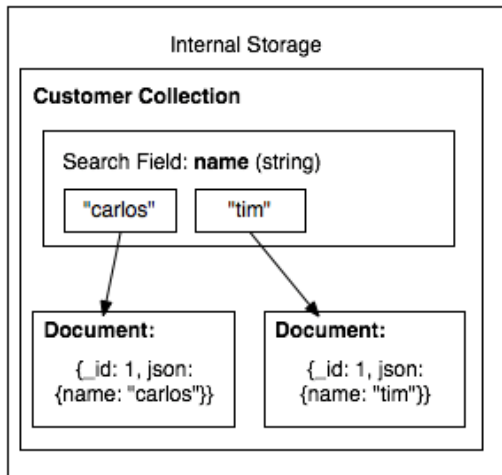 Internal Storage
Customer Collection
Search Field: name (string)
"carlos"
"tim"
Document:
{_id: 1, json:
{name: "carlos"}}
Document:
{_id: 1, json:
{name: "tim"}}